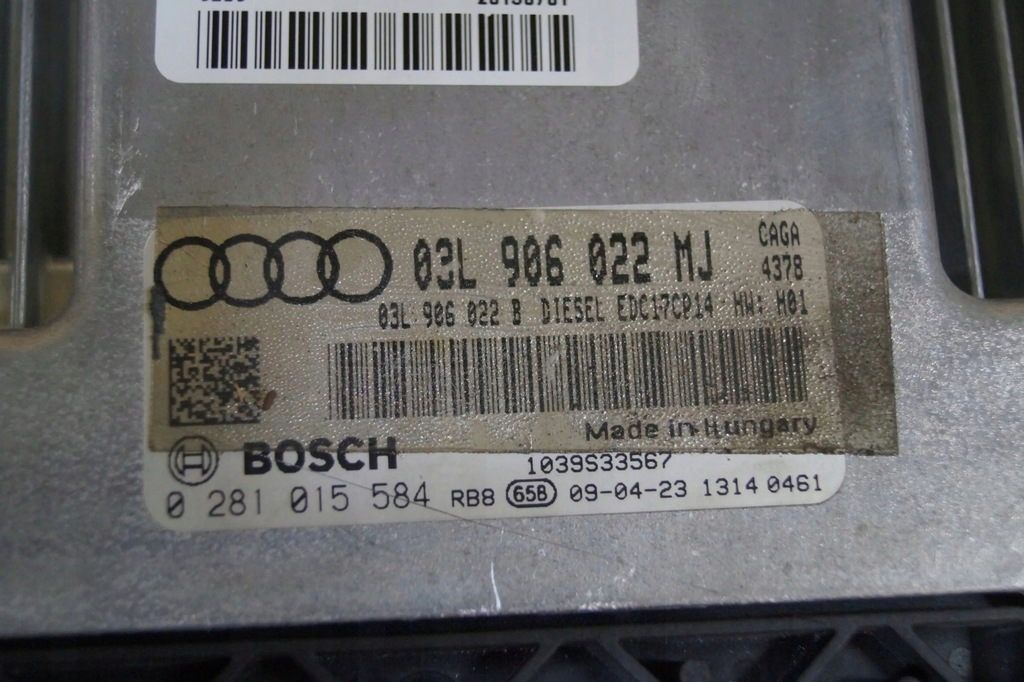 03L 906 022 MJ CAGA
4378
03L 906 022 B DIESEL EDC17CP14 HW: H01
Made in Hungary
BOSCH
1039S33567
0 281 015 584 RB8 65B 09-04-23 1314 0461